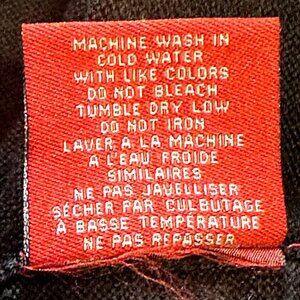 MACHINE WASH IN
COLD WATER
WITH LIKE COLORS
DO NOT BLEACH
TUMBLE DRY LOW
DO NOT IRON
LAVER A LA MACHINE
A L'EAU FROIDE
SIMILAIRES
NE PAS JAVELLISER
SÉCHER PAR CULBUTAGE
À BASSE TEMPÉRATURE
NE PAS REPASSER